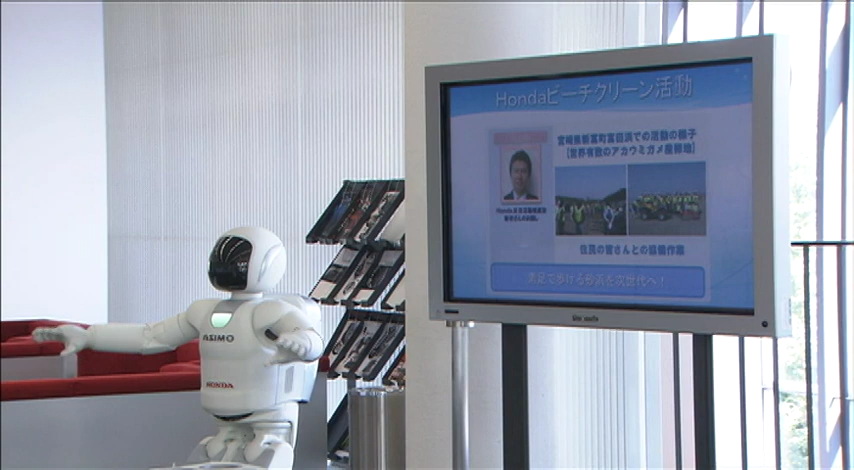 Hondaビーチクリーン活動
宮崎県新富町富田浜での活動の様子
【世界有数のアカウミガメ産卵地】
住民の皆さんとの協働作業
素足で歩ける砂浜を次世代へ!
ASIMO
HONDA